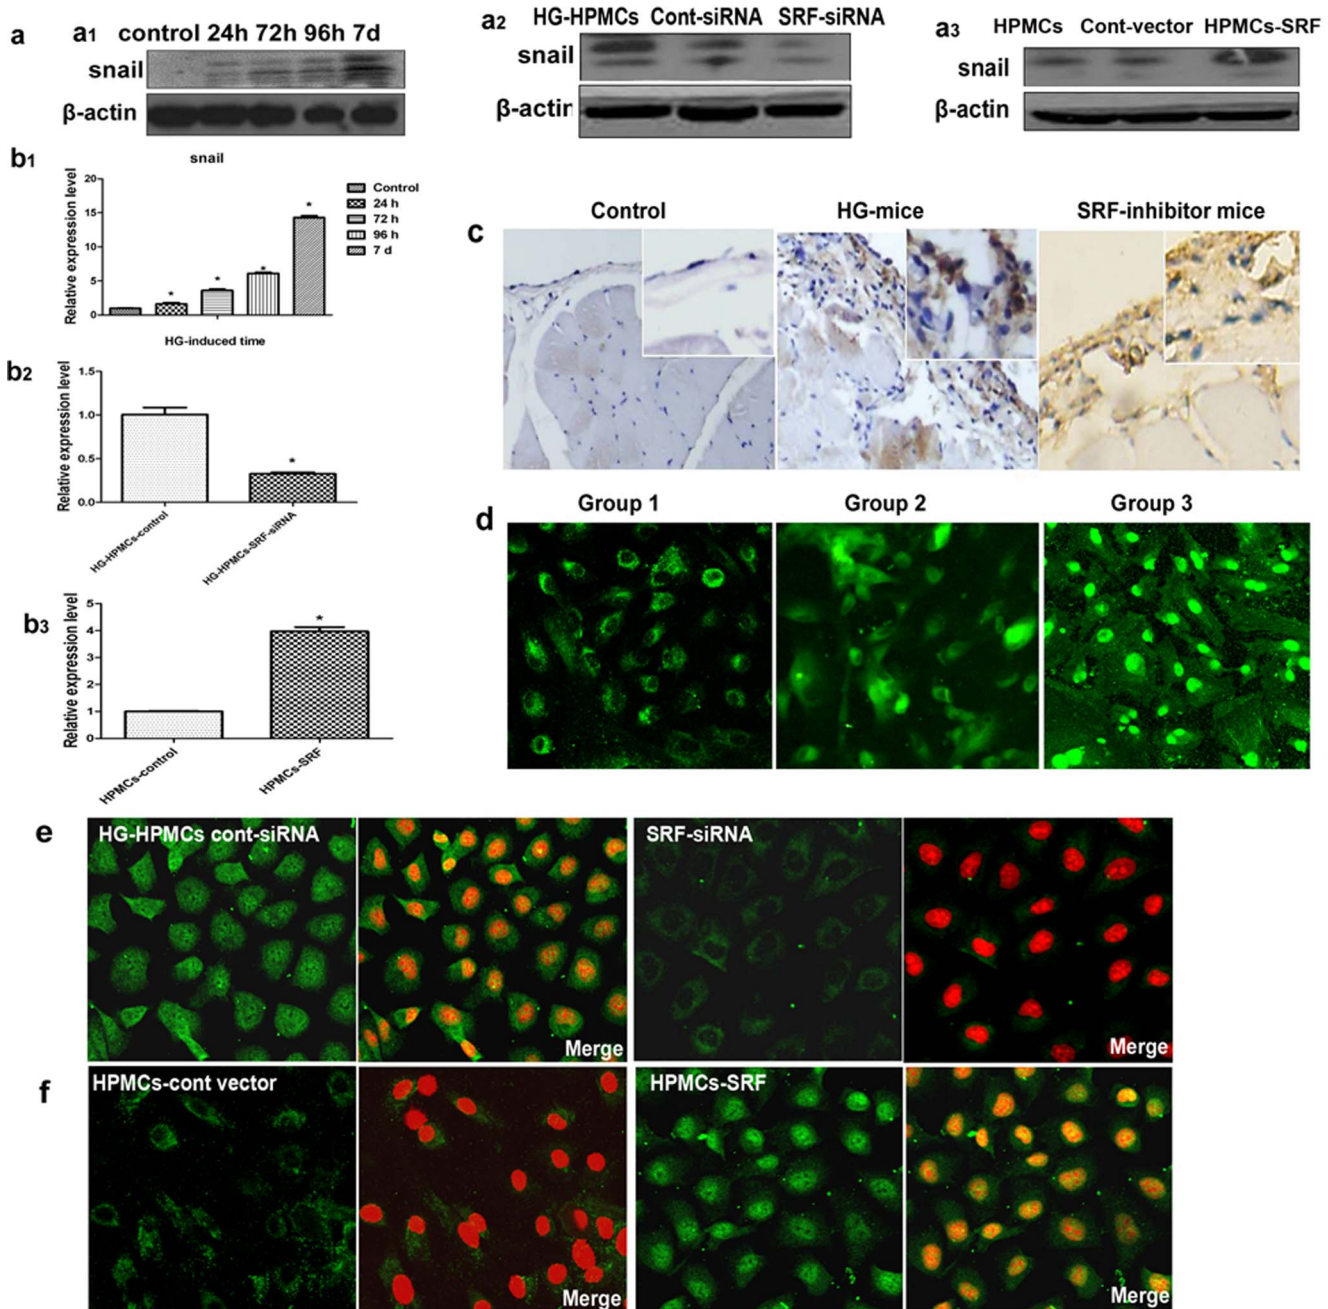 a
a1 control 24h 72h 96h 7d
snail
β-actin
a2 HG-HPMCs Cont-siRNA SRF-siRNA
snail
β-actin
a3 HPMCs Cont-vector HPMCs-SRF
snail
β-actin
b1
snail
Relative expression level
20
15
10
5
0
Control
24 h
72 h
96 h
7 d
* * * * *
HG-induced time
b2
Relative expression level
1.5
1.0
0.5
0.0
*
HG-HPMCs-control
HG-HPMCs-SRF-siRNA
b3
Relative expression level
5
4
3
2
1
0
*
HPMCs-control
HPMCs-SRF
c
Control HG-mice SRF-inhibitor mice
d
Group 1 Group 2 Group 3
e
HG-HPMCs cont-siRNA
Merge
SRF-siRNA
Merge
f
HPMCs-cont vector
Merge
HPMCs-SRF
Merge